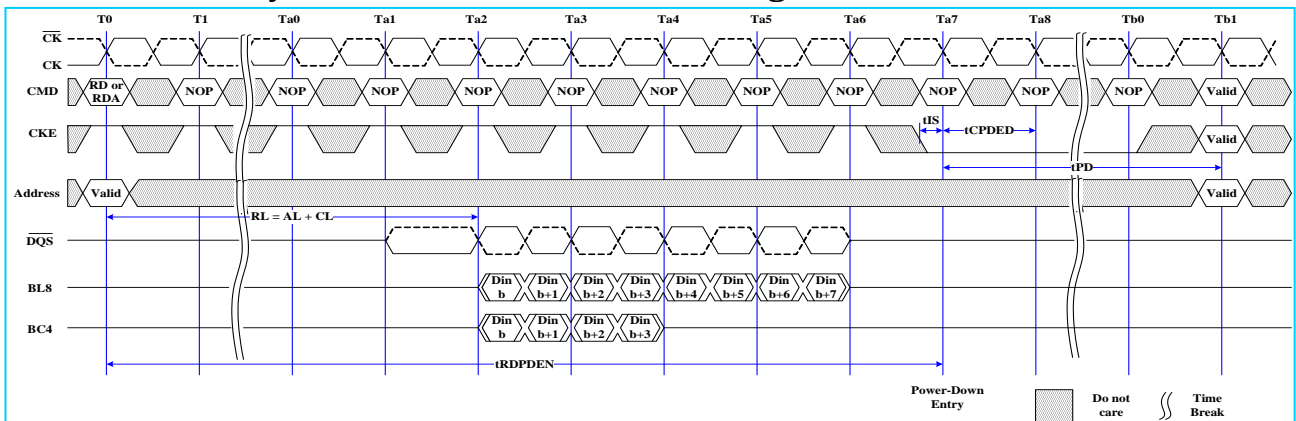 T0 T1 Ta0 Ta1 Ta2 Ta3 Ta4 Ta5 Ta6 Ta7 Ta8 Tb0 Tb1
CK
CK
CMD RD or RDA NOP NOP NOP NOP NOP NOP NOP NOP NOP NOP NOP Valid
tIS
CKE tCPDED Valid
tPD
Address Valid Valid
RL = AL + CL
DQS
BL8 Din b Din b+1 Din b+2 Din b+3 Din b+4 Din b+5 Din b+6 Din b+7
BC4 Din b Din b+1 Din b+2 Din b+3
tRDPDEN
Power-Down Entry
Do not care
Time Break